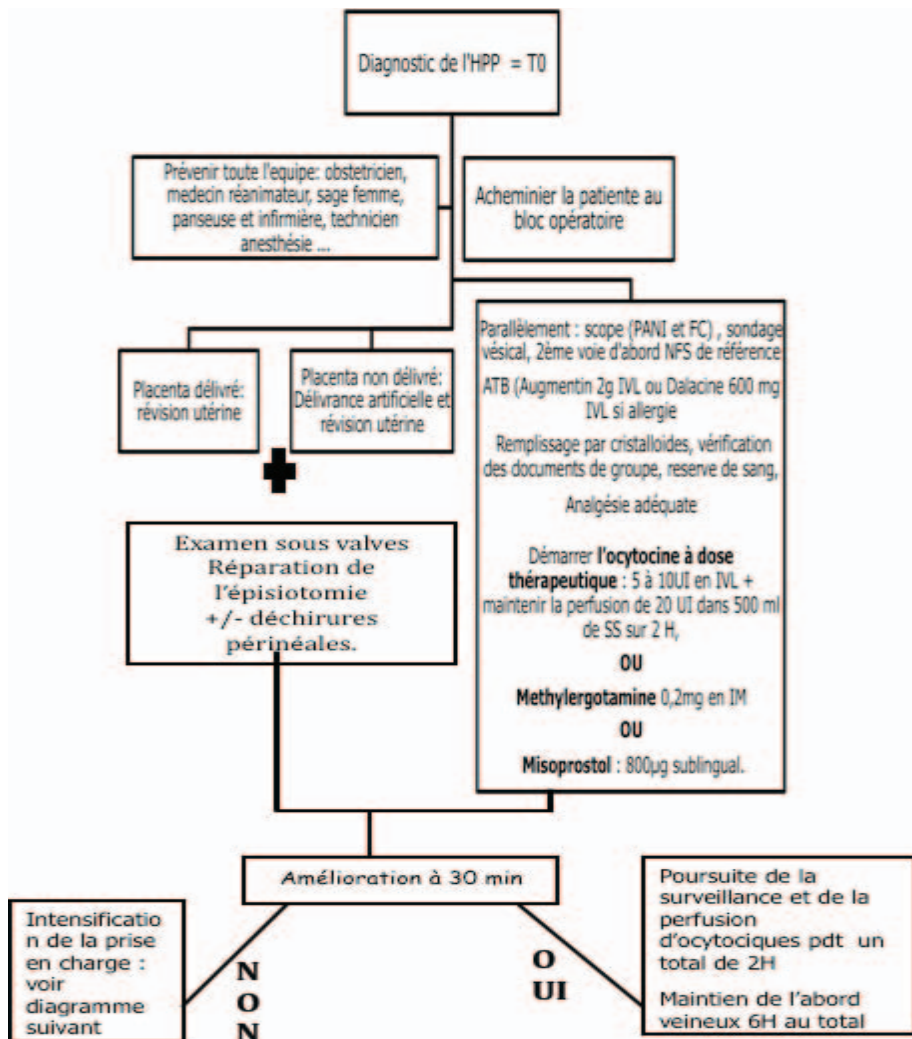 Diagnostic de l'HPP = T0
Prévenir toute l'equipe: obstetricien,
medecin réanimateur, sage femme,
panseuse et infirmière, technicien
anesthésie ...
Acheminier la patiente au
bloc opératoire
Placenta délivré:
révision utérine
Placenta non délivré:
Délivrance artificielle et
révision utérine
Parallèlement : scope (PANI et FC) , sondage
vésical, 2ème voie d'abord NFS de référence
ATB (Augmentin 2g IVL ou Dalacine 600 mg
IVL si allergie
Remplissage par cristalloides, vérification
des documents de groupe, reserve de sang,
Analgésie adéquate
Démarrer l'ocytocine à dose
thérapeutique : 5 à 10UI en IVL +
maintenir la perfusion de 20 UI dans 500 ml
de SS sur 2 H,
OU
Methylergotamine 0,2mg en IM
OU
Misoprostol : 800µg sublingual.
Examen sous valves
Réparation de
l'épisiotomie
+/- déchirures
périnéales.
Amélioration à 30 min
Intensificatio
n de la prise
en charge :
voir
diagramme
suivant
N
O
N
O
UI
Poursuite de la
surveillance et de la
perfusion
d'ocytociques pdt un
total de 2H
Maintien de l'abord
veineux 6H au total